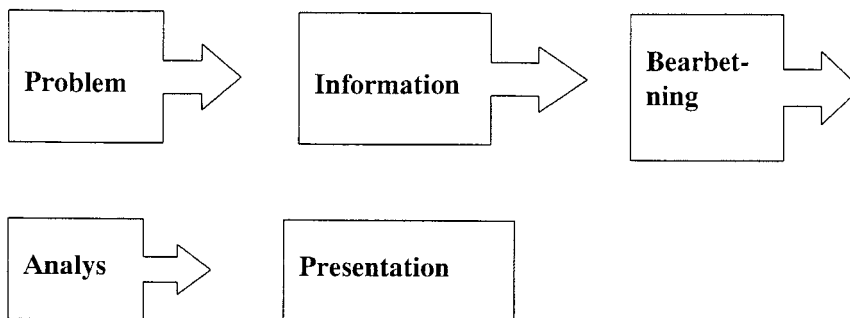 Problem
Information
Bearbet-
ning
Analys
Presentation